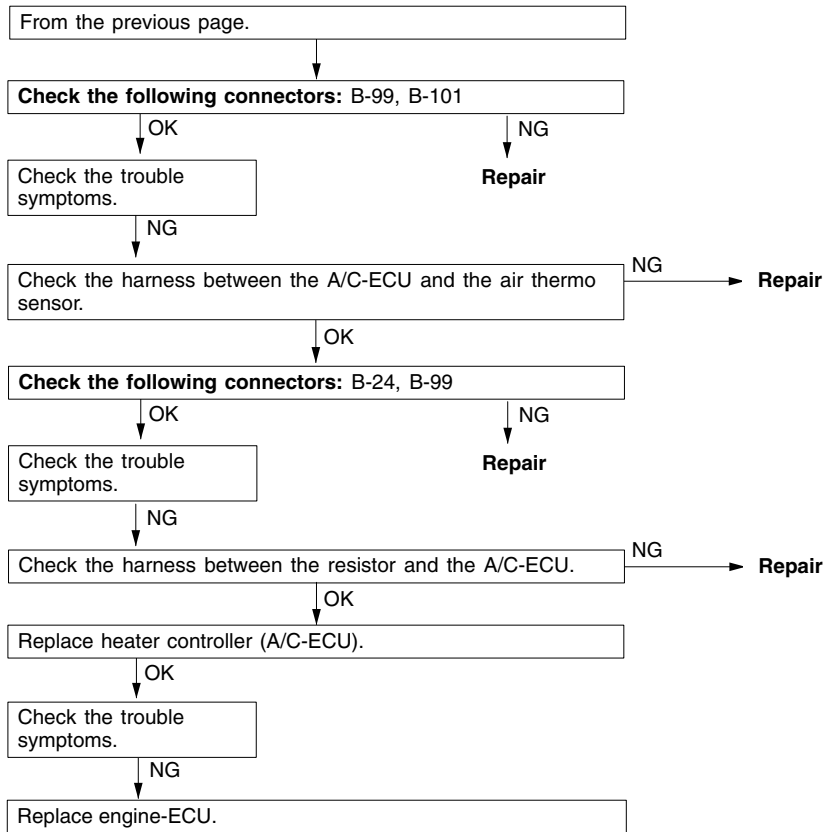 From the previous page.
Check the following connectors: B-99, B-101
OK
NG
Check the trouble
symptoms.
Repair
NG
Check the harness between the A/C-ECU and the air thermo
sensor.
NG
Repair
OK
Check the following connectors: B-24, B-99
OK
NG
Check the trouble
symptoms.
Repair
NG
Check the harness between the resistor and the A/C-ECU.
NG
Repair
OK
Replace heater controller (A/C-ECU).
OK
Check the trouble
symptoms.
NG
Replace engine-ECU.